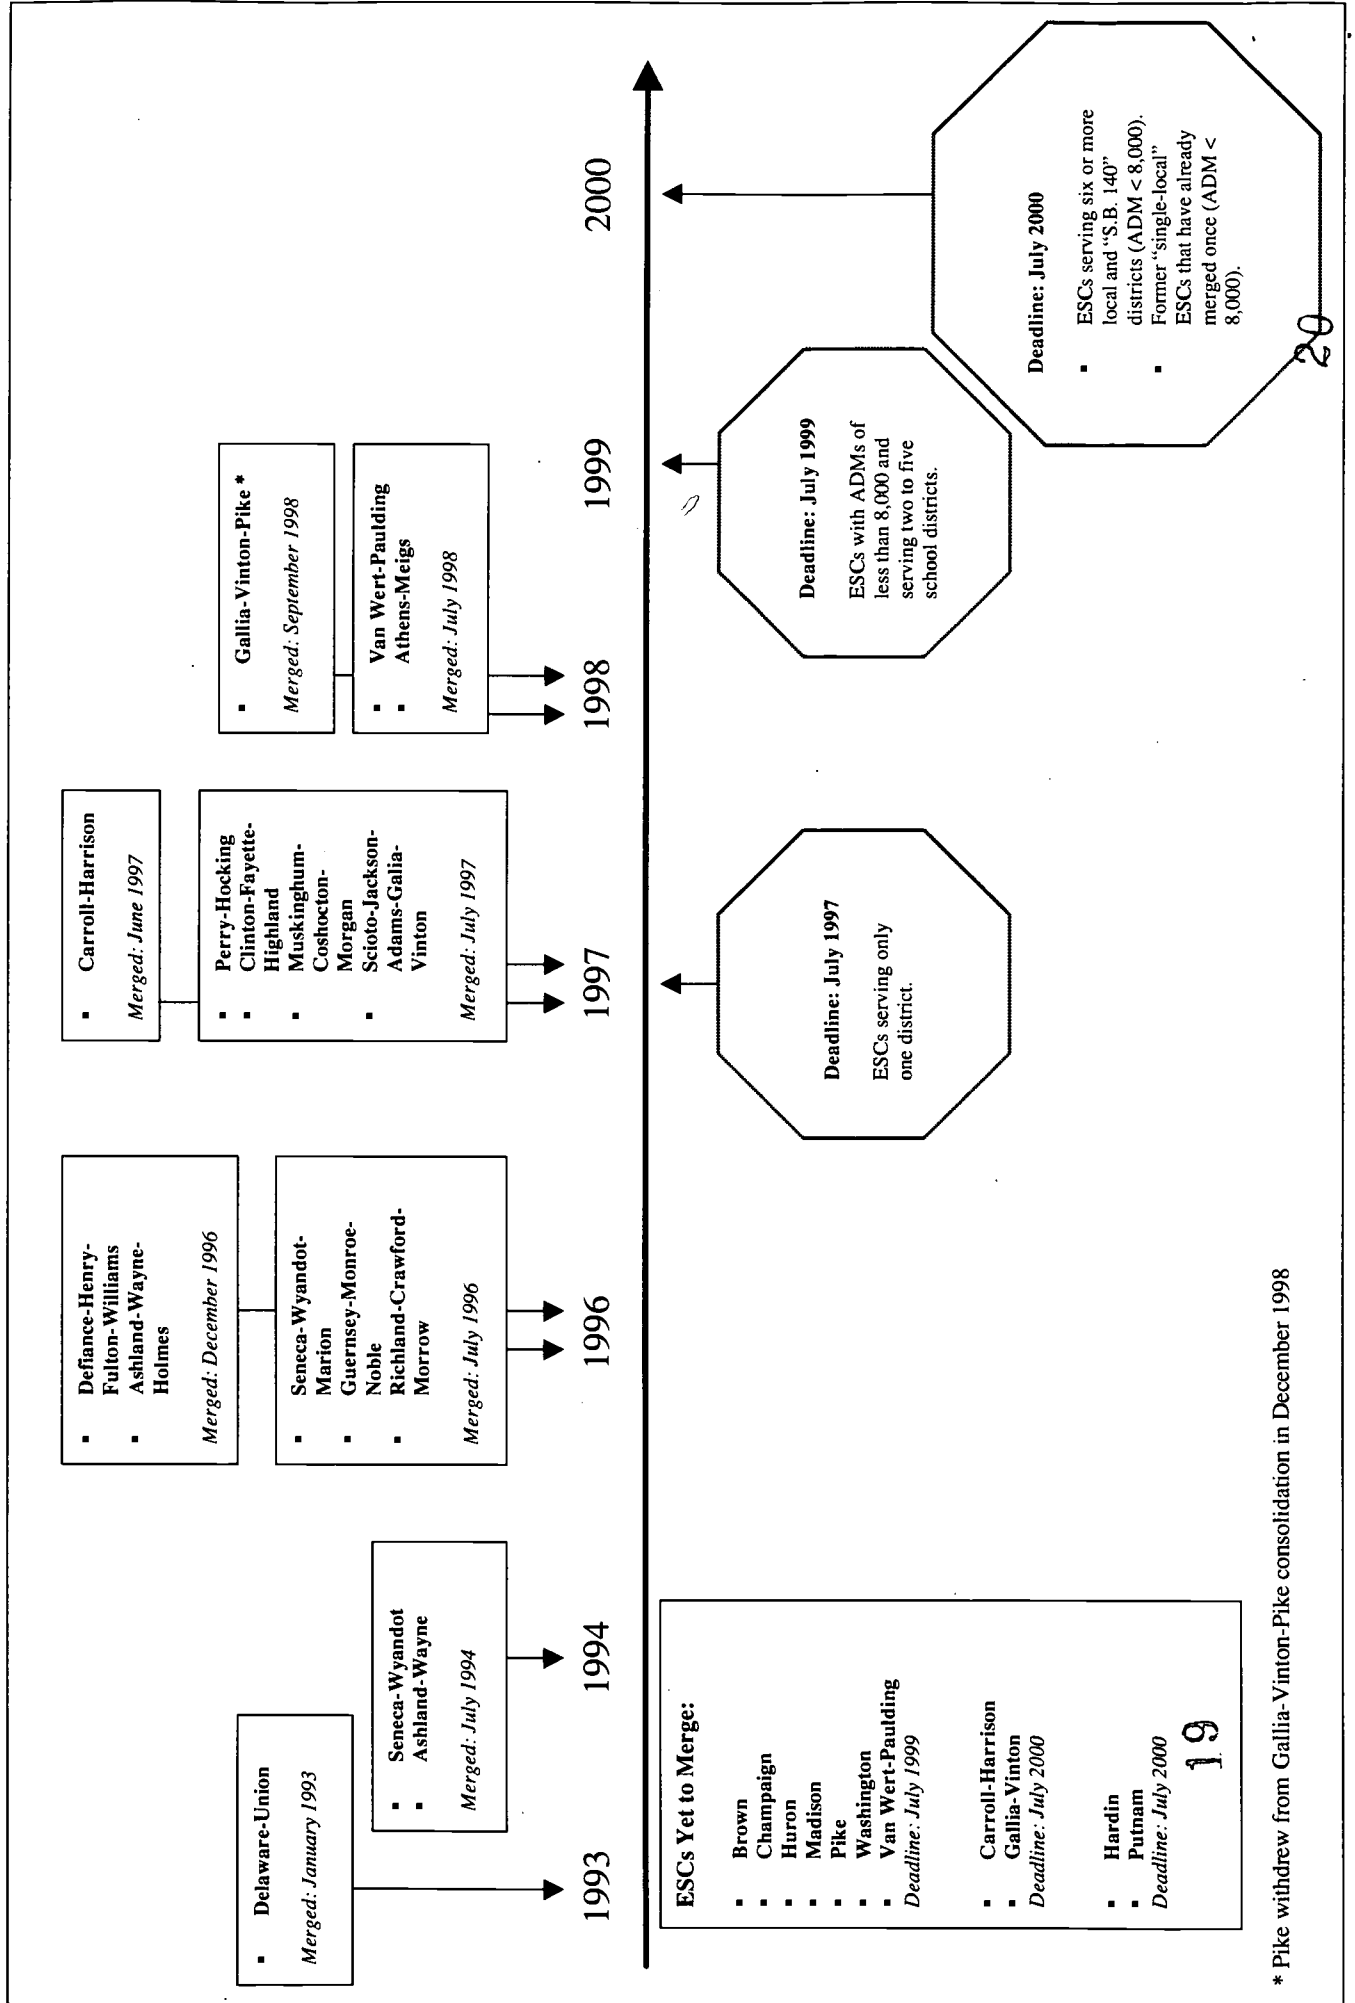 Delaware-Union
Merged: January 1993
Seneca-Wyandot
Ashland-Wayne
Merged: July 1994
Defiance-Henry-
Fulton-Williams
Ashland-Wayne-
Holmes
Merged: December 1996
Seneca-Wyandot-
Marion
Guernsey-Monroe-
Noble
Richland-Crawford-
Morrow
Merged: July 1996
Carroll-Harrison
Merged: June 1997
Perry-Hocking
Clinton-Fayette-
Highland
Muskinghum-
Coshocton-
Morgan
Scioto-Jackson-
Adams-Galia-
Vinton
Merged: July 1997
Gallia-Vinton-Pike *
Merged: September 1998
Van Wert-Paulding
Athens-Meigs
Merged: July 1998
1993
1994
1996
1997
1998
1999
2000
ESCs Yet to Merge:
Brown
Champaign
Huron
Madison
Pike
Washington
Van Wert-Paulding
Deadline: July 1999
Carroll-Harrison
Gallia-Vinton
Deadline: July 2000
Hardin
Putnam
Deadline: July 2000
19
Deadline: July 1997
ESCs serving only
one district.
Deadline: July 1999
ESCs with ADMs of
less than 8,000 and
serving two to five
school districts.
Deadline: July 2000
ESCs serving six or more
local and “S.B. 140”
districts (ADM < 8,000).
Former “single-local”
ESCs that have already
merged once (ADM <
8,000).
20
* Pike withdrew from Gallia-Vinton-Pike consolidation in December 1998